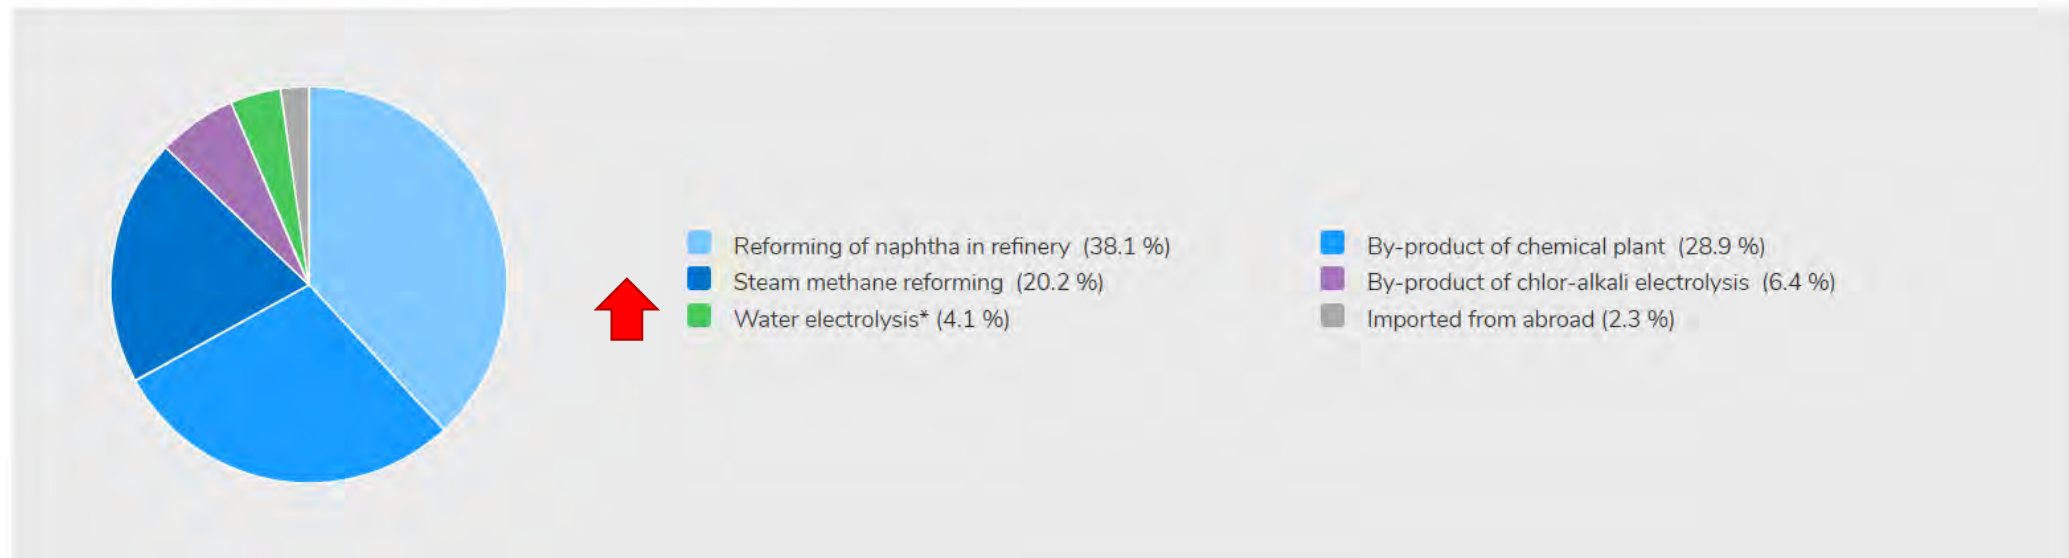 Reforming of naphtha in refinery (38.1 %)
By-product of chemical plant (28.9 %)
Steam methane reforming (20.2 %)
By-product of chlor-alkali electrolysis (6.4 %)
Water electrolysis* (4.1 %)
Imported from abroad (2.3 %)